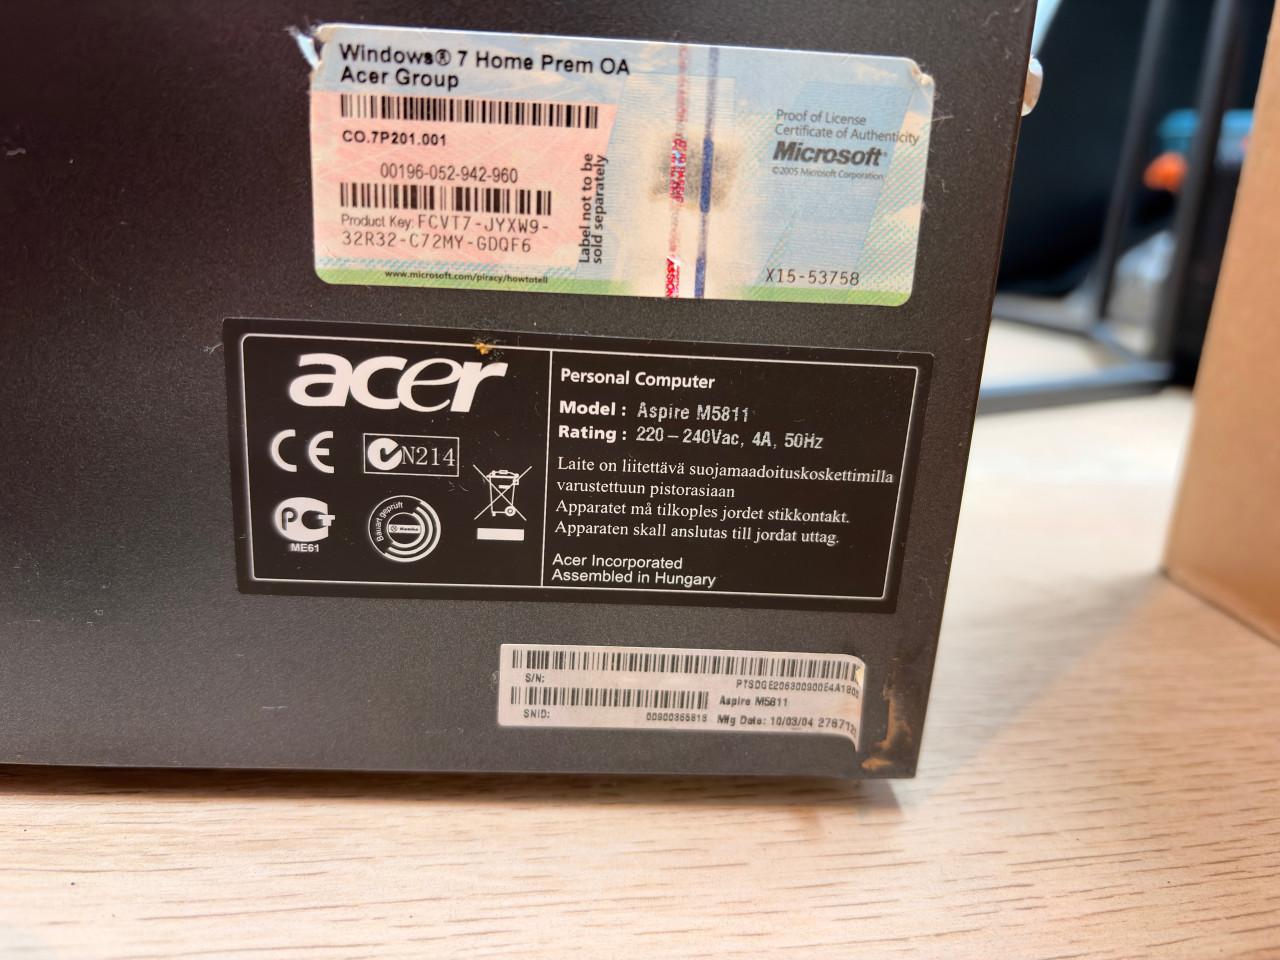 Windows® 7 Home Prem OA
Acer Group
CO.7P201.001
00196-052-942-960
Product Key: FCVT7-JYXW9-
32R32-C72MY-GDQF6
www.microsoft.com/piracy/howtotell
Label not to be
sold separately
Proof of License
Certificate of Authenticity
Microsoft®
©2005 Microsoft Corporation
X15-53758
acer
CE
N214
PC
ME61
Bauart geprüft
Personal Computer
Model : Aspire M5811
Rating : 220-240Vac, 4A, 50Hz
Laite on liitettävä suojamaadoituskoskettimilla
varustettuun pistorasiaan
Apparatet må tilkoples jordet stikkontakt.
Apparaten skall anslutas till jordat uttag.
Acer Incorporated
Assembled in Hungary
S/N:
Aspire M5811
SNID:
00900365815
Mfg Date: 10/03/04